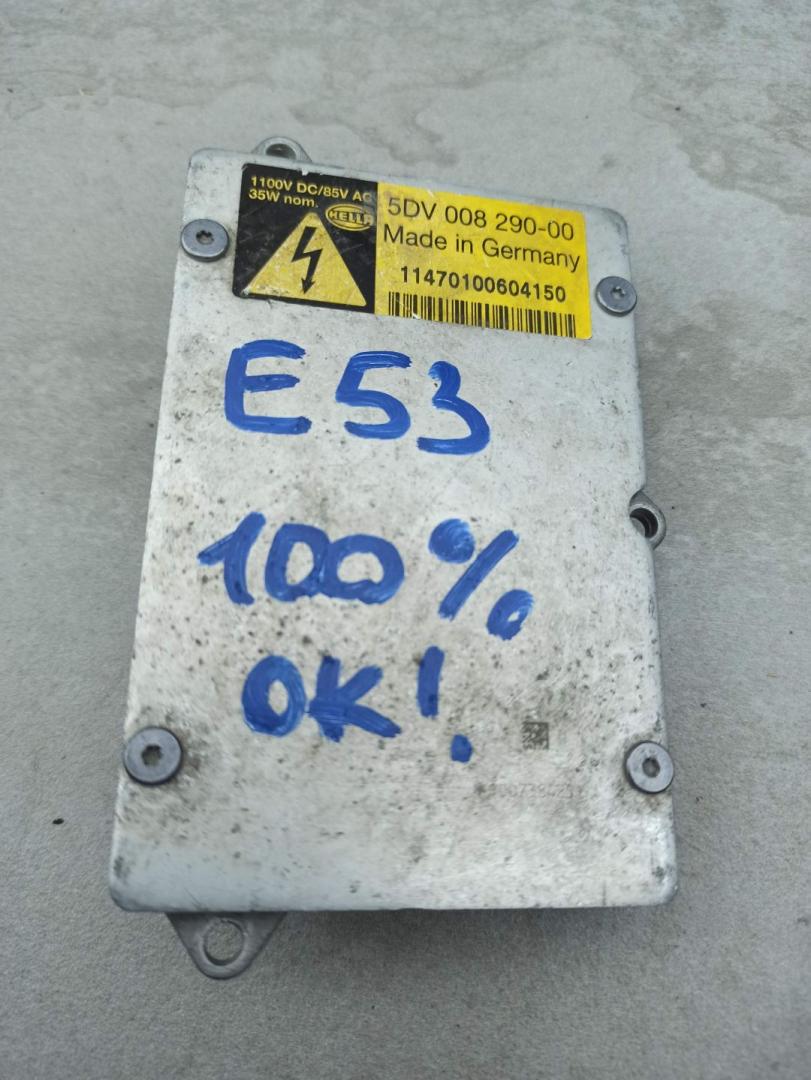 1100V DC/85V AC
35W nom.
HELLA
5DV 008 290-00
Made in Germany
11470100604150
E53
100%
OK!